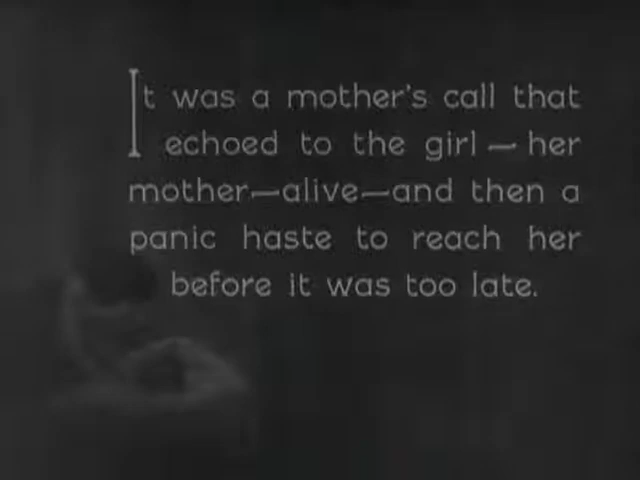 It was a mother's call that
echoed to the girl — her
mother—alive—and then a
panic haste to reach her
before it was too late.